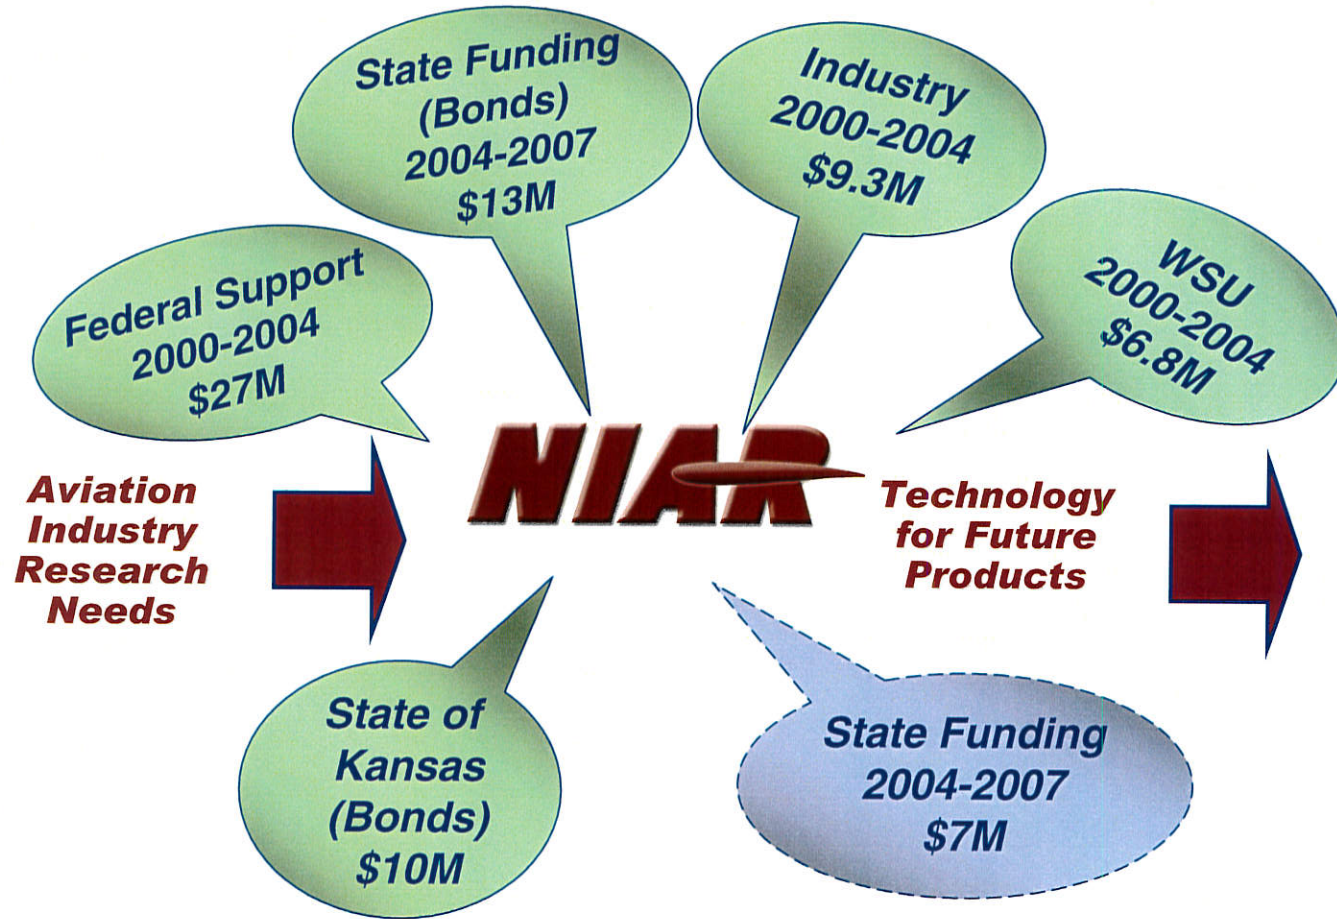 State Funding
(Bonds)
2004-2007
$13M
Industry
2000-2004
$9.3M
Federal Support
2000-2004
$27M
WSU
2000-2004
$6.8M
NIAR
Aviation
Industry
Research
Needs
Technology
for Future
Products
State of
Kansas
(Bonds)
$10M
State Funding
2004-2007
$7M